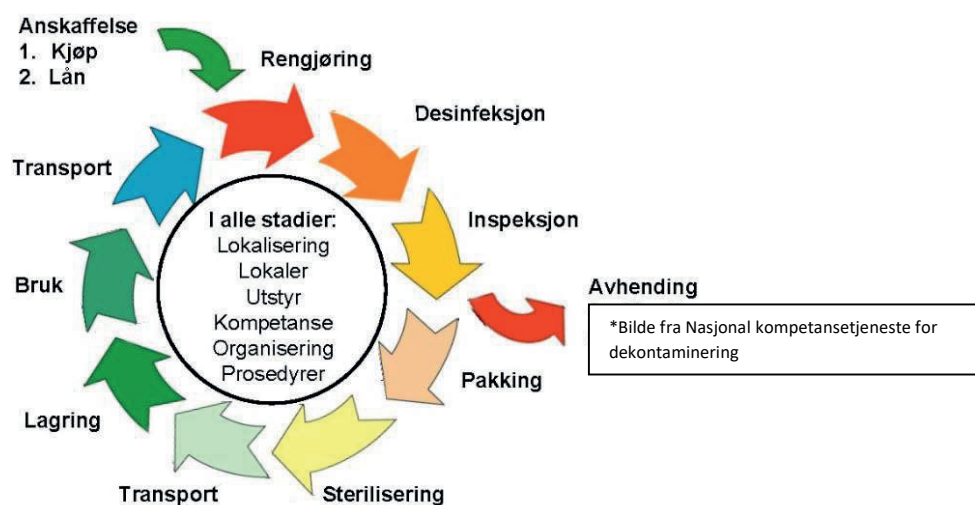 Anskaffelse
1. Kjøp
2. Lån
Rengjøring
Desinfeksjon
Inspeksjon
Avhending
*Bilde fra Nasjonal kompetansetjeneste for
dekontaminering
Pakking
Sterilisering
Transport
Lagring
Bruk
Transport
I alle stadier:
Lokalisering
Lokaler
Utstyr
Kompetanse
Organisering
Prosedyrer